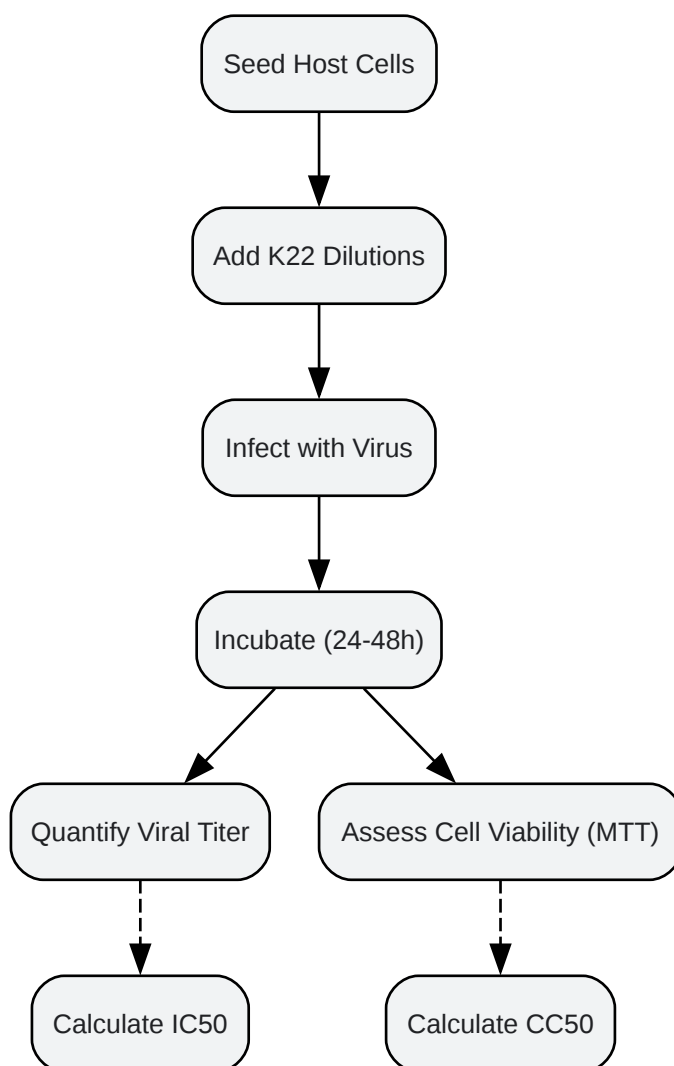 Seed Host Cells
Add K22 Dilutions
Infect with Virus
Incubate (24-48h)
Quantify Viral Titer
Assess Cell Viability (MTT)
Calculate IC50
Calculate CC50